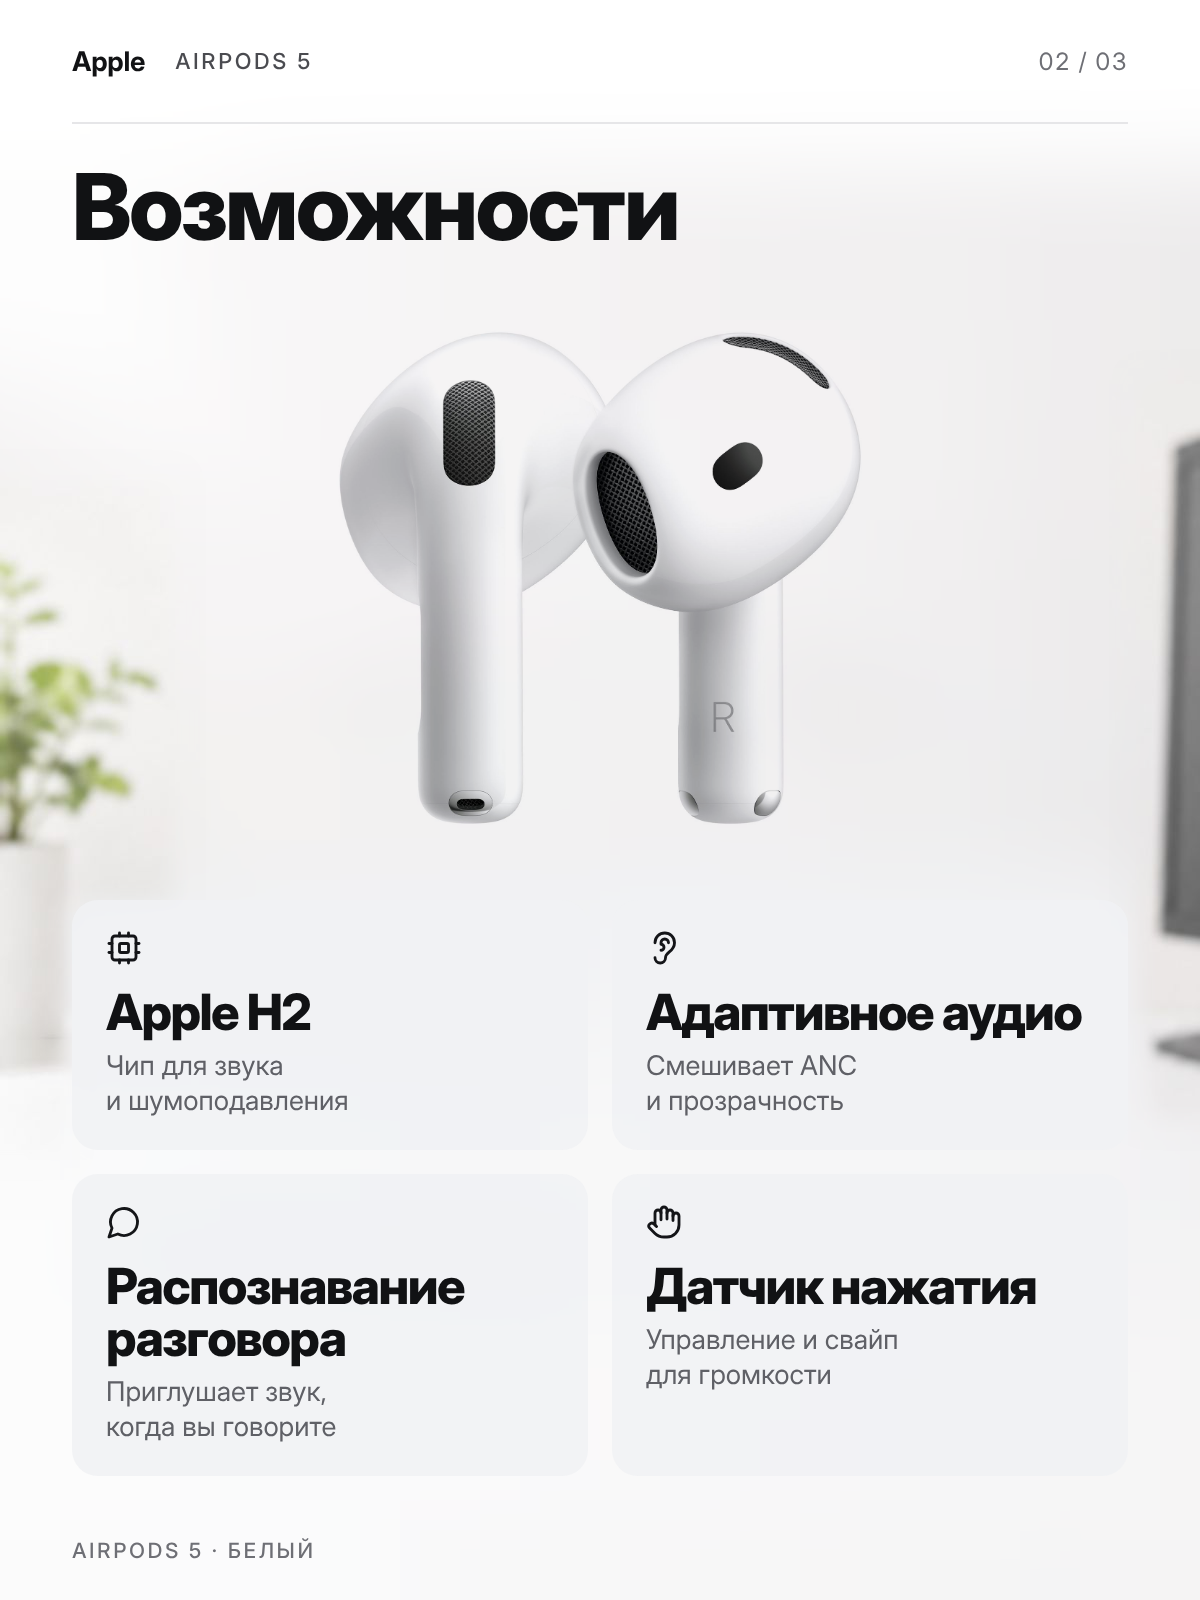 Apple AIRPODS 5 02 / 03
Возможности
R
Apple H2
Чип для звука
и шумоподавления
Адаптивное аудио
Смешивает ANC
и прозрачность
Распознавание
разговора
Приглушает звук,
когда вы говорите
Датчик нажатия
Управление и свайп
для громкости
AIRPODS 5 · БЕЛЫЙ